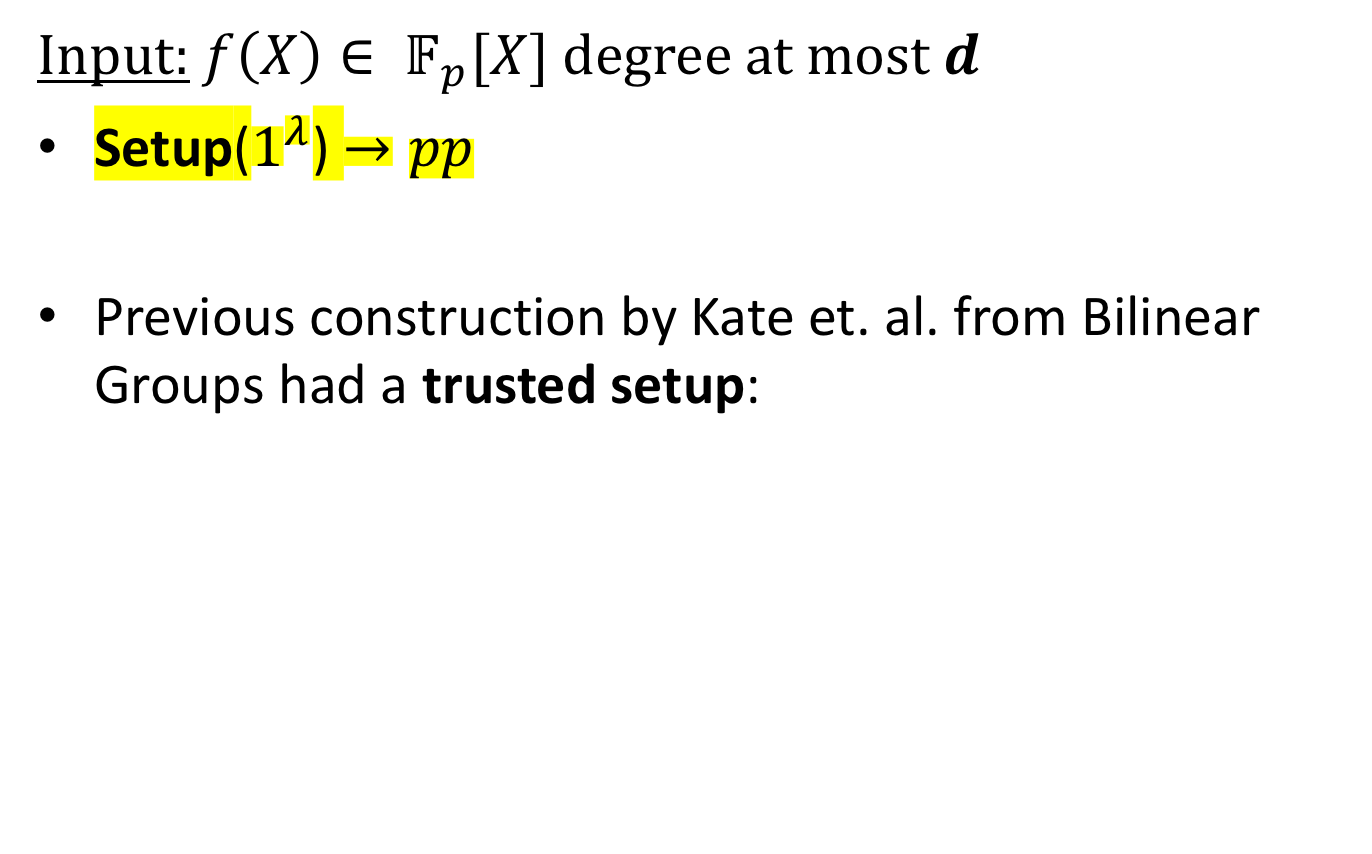 Input: 𝑓(𝑋) ∈ 𝔽ₚ[𝑋] degree at most 𝒅
• Setup(1^𝜆) → 𝑝𝑝
• Previous construction by Kate et. al. from Bilinear
Groups had a trusted setup: